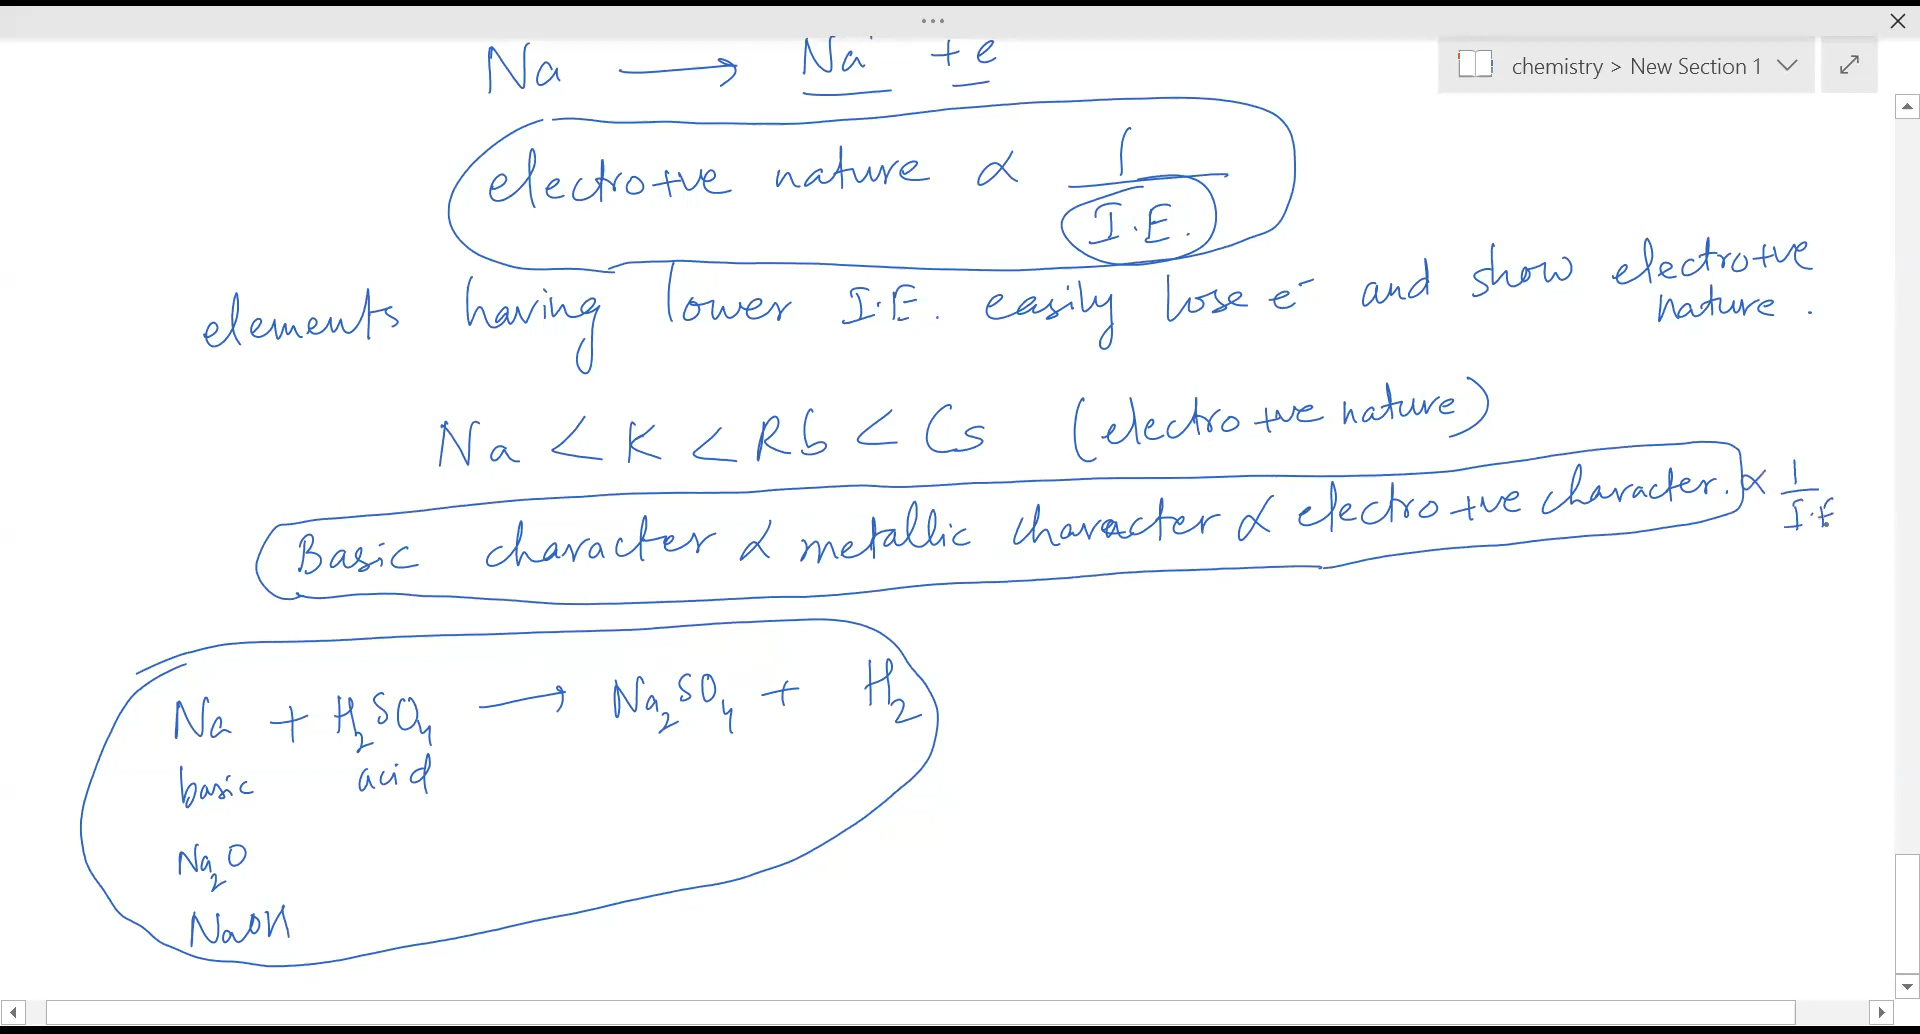 chemistry > New Section 1
Na → Na + e
electro+ve nature ∝ 1/I.E.
elements having lower I.E. easily lose e⁻ and show electro+ve nature.
Na < K < Rb < Cs (electro +ve nature)
Basic character ∝ metallic character ∝ electro +ve character. ∝ 1/I.E
Na + H₂SO₄ → Na₂SO₄ + H₂
basic acid
Na₂O
NaOH